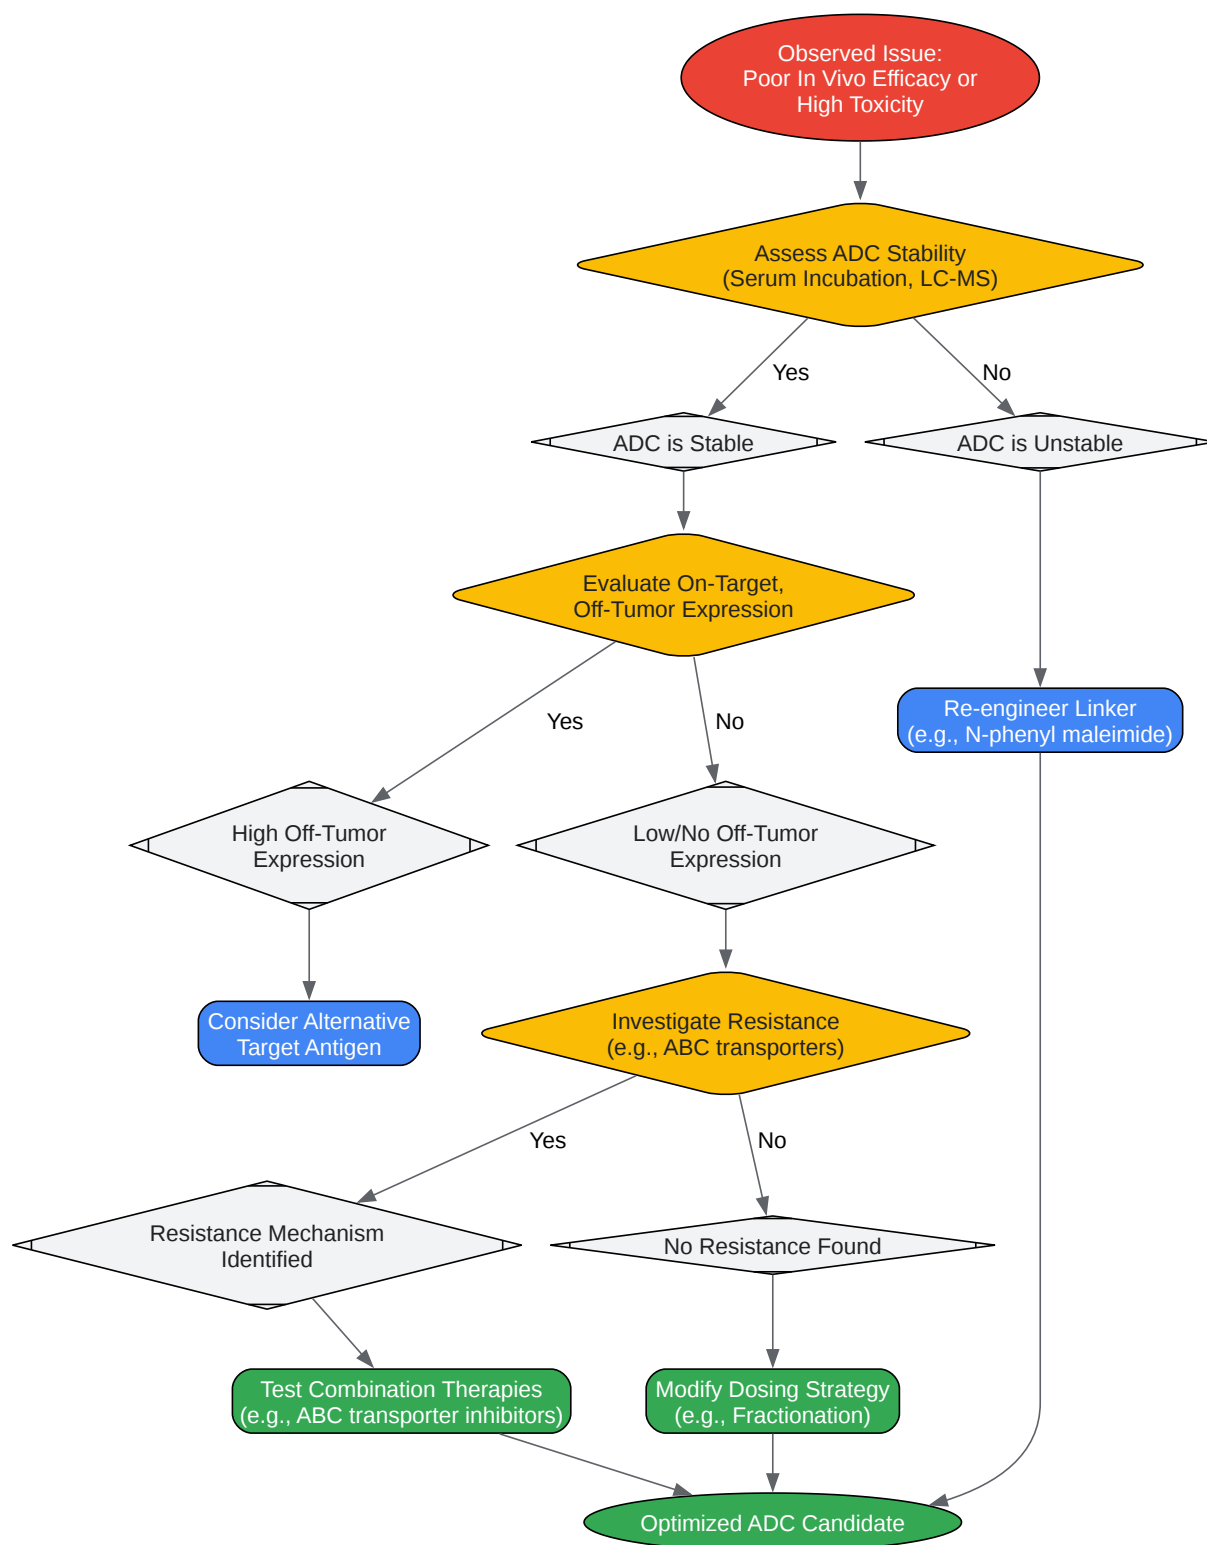 Observed Issue:
Poor In Vivo Efficacy or
High Toxicity
Assess ADC Stability
(Serum Incubation, LC-MS)
Yes
No
ADC is Stable
ADC is Unstable
Evaluate On-Target,
Off-Tumor Expression
Yes
No
Re-engineer Linker
(e.g., N-phenyl maleimide)
High Off-Tumor
Expression
Low/No Off-Tumor
Expression
Consider Alternative
Target Antigen
Investigate Resistance
(e.g., ABC transporters)
Yes
No
Resistance Mechanism
Identified
No Resistance Found
Test Combination Therapies
(e.g., ABC transporter inhibitors)
Modify Dosing Strategy
(e.g., Fractionation)
Optimized ADC Candidate